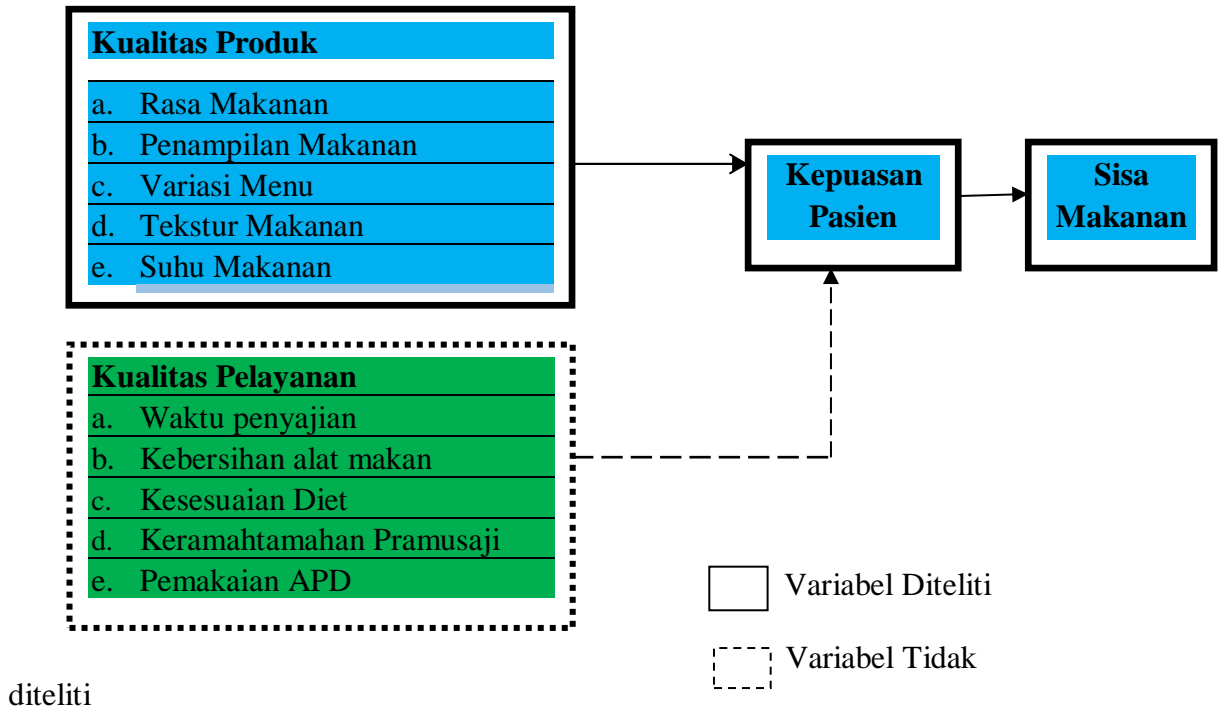 Kualitas Produk
a. Rasa Makanan
b. Penampilan Makanan
c. Variasi Menu
d. Tekstur Makanan
e. Suhu Makanan
Kepuasan
Pasien
Sisa
Makanan
Kualitas Pelayanan
a. Waktu penyajian
b. Kebersihan alat makan
c. Kesesuaian Diet
d. Keramahtamahan Pramusaji
e. Pemakaian APD
Variabel Diteliti
Variabel Tidak
diteliti